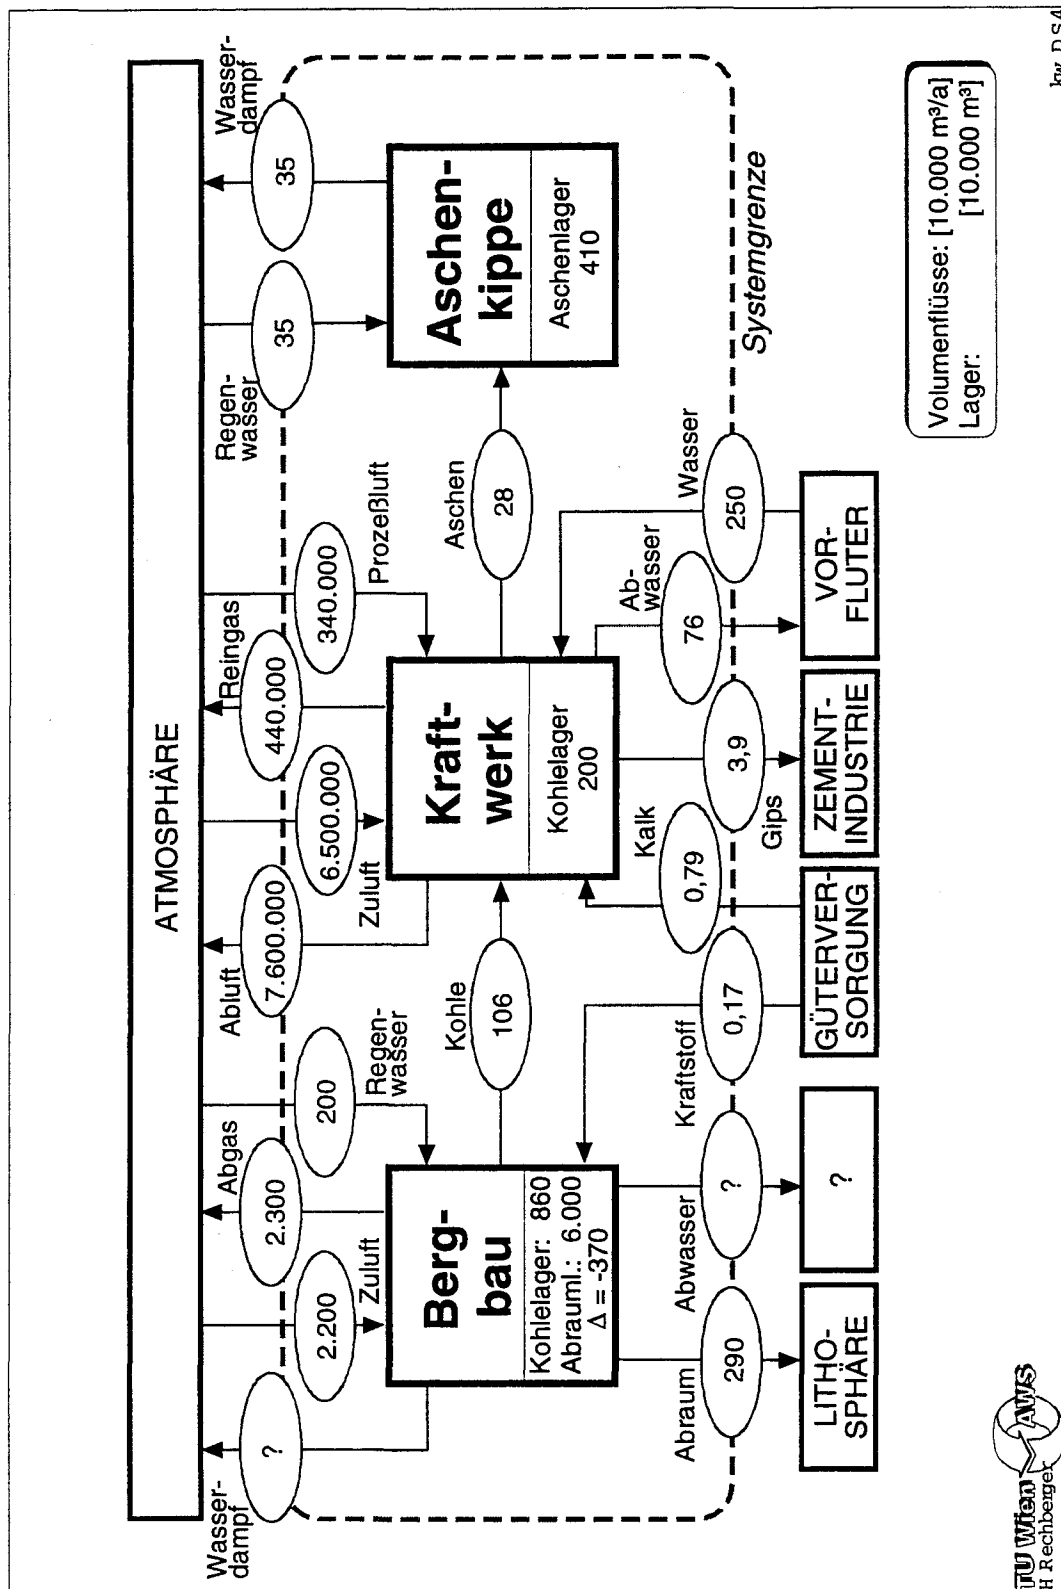 ATMOSPHÄRE
Wasser-
dampf
?
2.200
Zuluft
Abgas
2.300
200
Regen-
wasser
Abluft
7.600.000
6.500.000
Zuluft
Reingas
440.000
340.000
Prozeßluft
Regen-
wasser
35
Wasser-
dampf
35
Berg-
bau
Kohlelager: 860
Abrauml.: 6.000
Δ = -370
Kohle
106
Kraft-
werk
Kohlelager
200
Aschen
28
Aschen-
kippe
Aschenlager
410
Abraum
290
Abwasser
?
Kraftstoff
0,17
Kalk
0,79
3,9
Gips
Ab-
wasser
76
Wasser
250
Systemgrenze
LITHO-
SPHÄRE
?
GÜTERVER-
SORGUNG
ZEMENT-
INDUSTRIE
VOR-
FLUTER
Volumenflüsse: [10.000 m³/a]
Lager: [10.000 m³]
TU Wien AWS
H Rechberger
kw_DS4